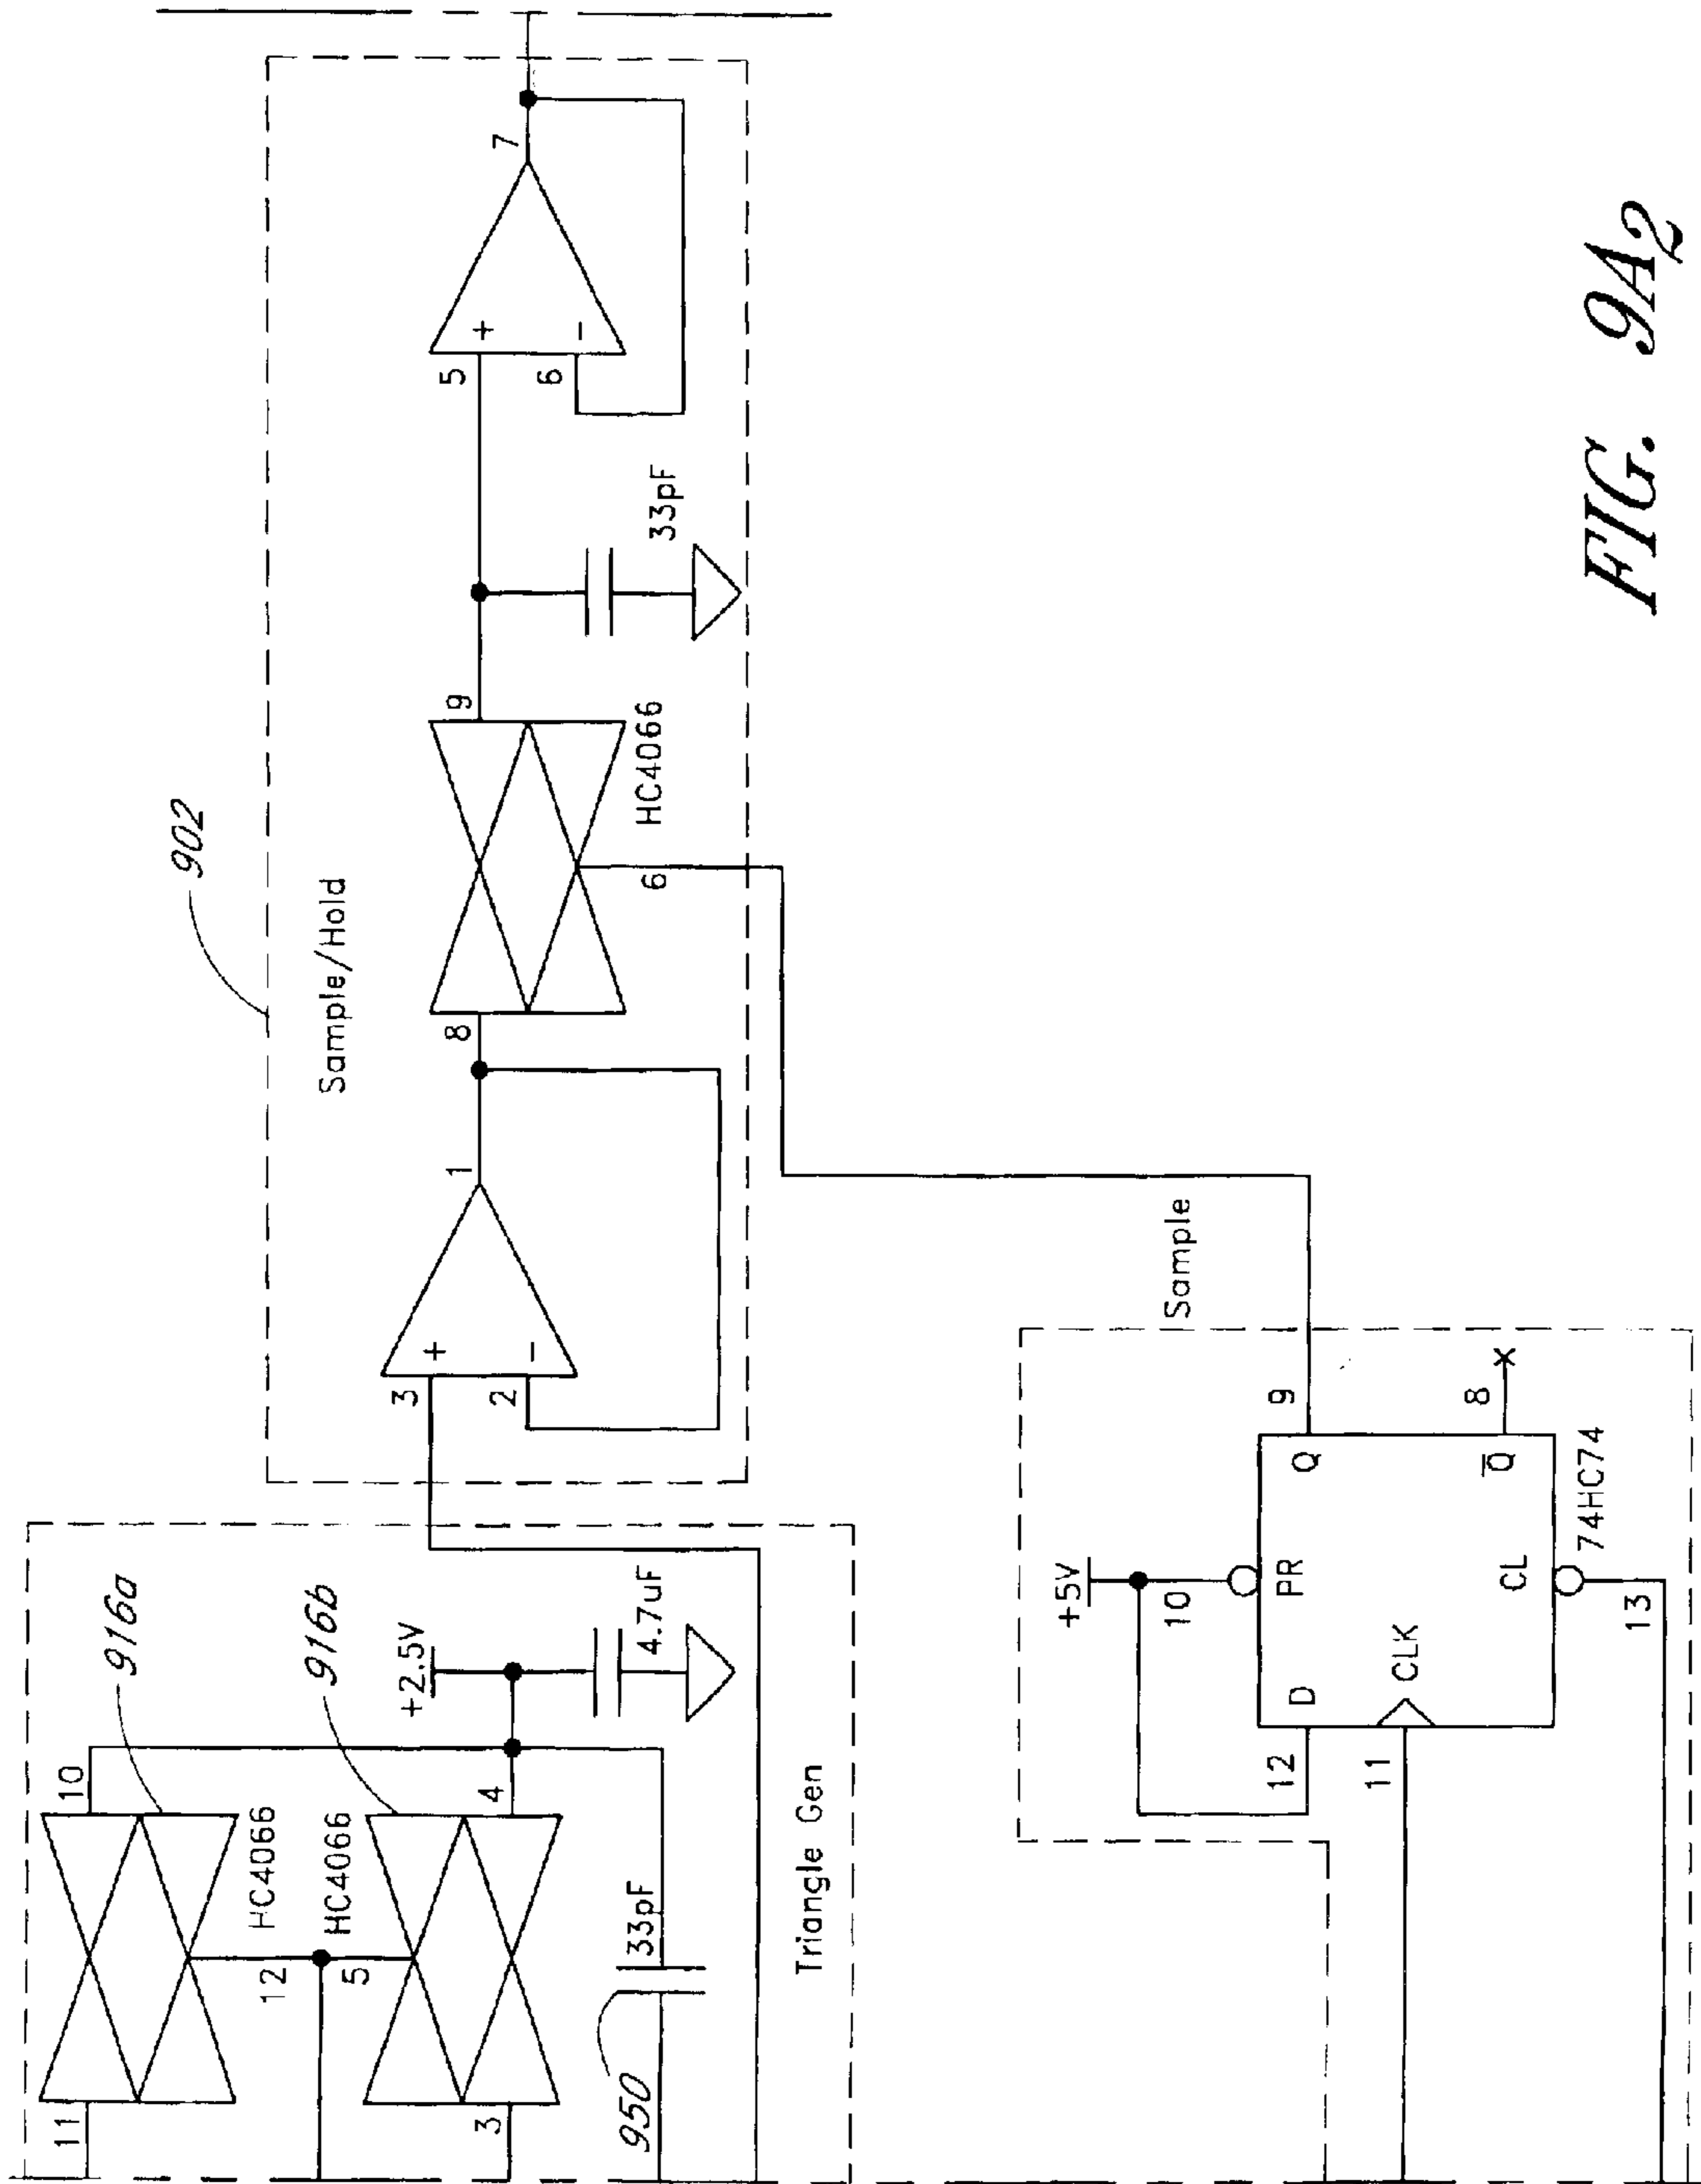 902
Sample/Hold
3
+
2
-
1
8
9
HC4066
6
33pF
5
+
6
-
7
916a
11
10
HC4066
12
HC4066
5
916b
3
4
+2.5V
4.7uF
33pF
950
Triangle Gen
Sample
+5V
10
PR
12
D
Q
9
11
CLK
Q
8
CL
13
74HC74
FIG. 9A2